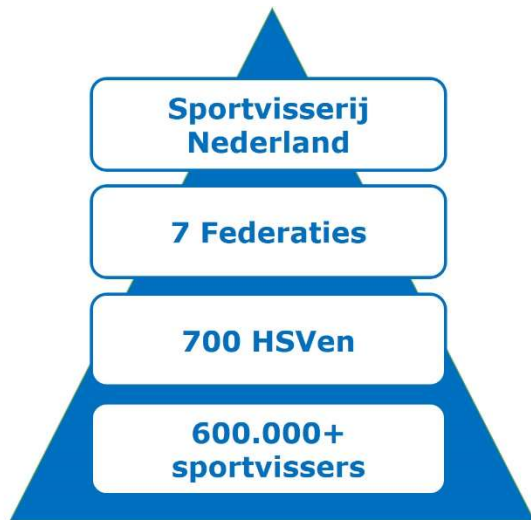 Sportvisserij
Nederland
7 Federaties
700 HSVen
600.000+
sportvissers